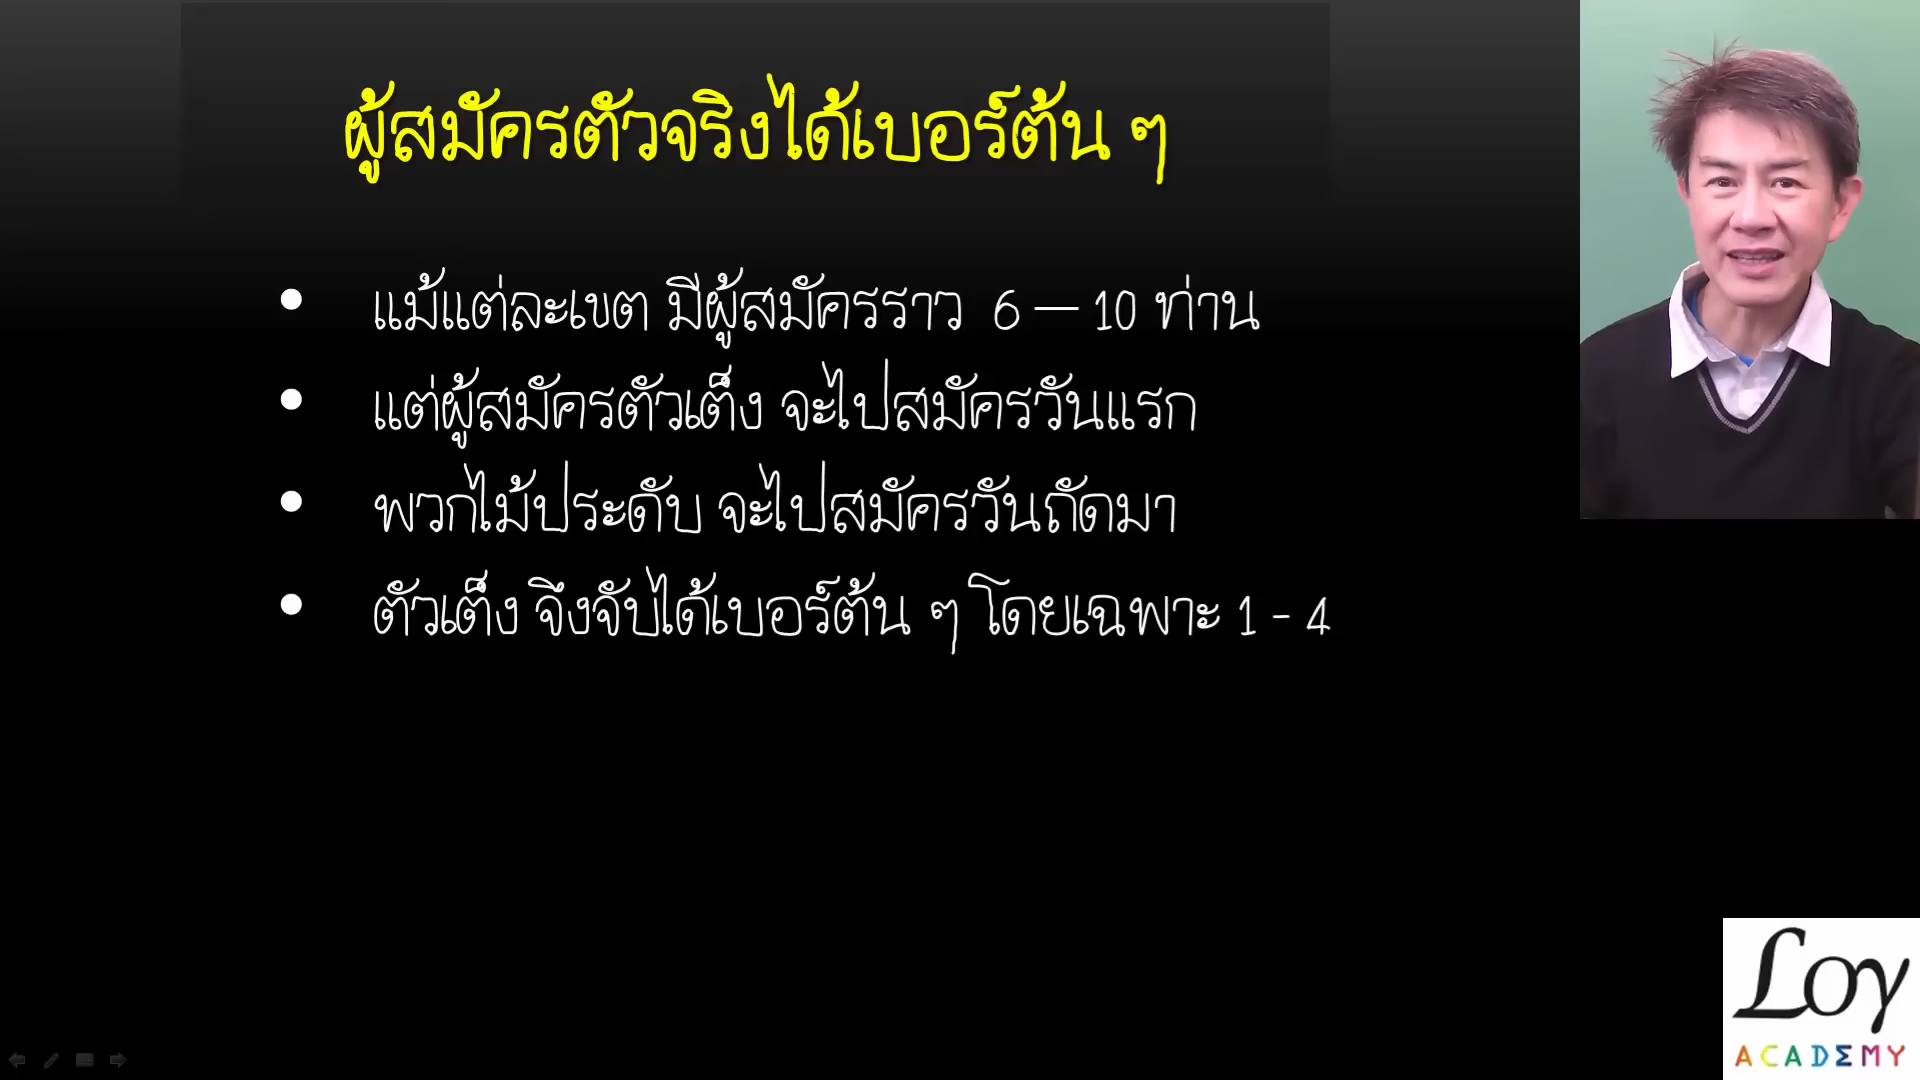 ผู้สมัครตัวจริงได้เบอร์ต้น ๆ
• แม้แต่ละเขต มีผู้สมัครราว 6 – 10 ท่าน
• แต่ผู้สมัครตัวเต็ง จะไปสมัครวันแรก
• พวกไม้ประดับ จะไปสมัครวันถัดมา
• ตัวเต็ง จึงจับได้เบอร์ต้น ๆ โดยเฉพาะ 1 - 4
Loy
ACADEMY